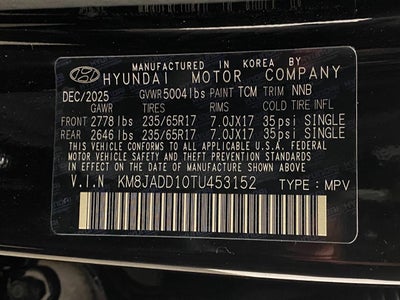 MANUFACTURED IN KOREA BY
HYUNDAI MOTOR COMPANY
DEC/2025 GVWR5004lbs PAINT TCM TRIM NNB
GAWR TIRES RIMS COLD TIRE INFL
FRONT 2778lbs 235/65R17 7.0JX17 35psi SINGLE
REAR 2646lbs 235/65R17 7.0JX17 35psi SINGLE
THIS VEHICLE CONFORMS TO ALL APPLICABLE U.S.A. FEDERAL
MOTOR VEHICLE SAFETY AND THEFT PREVENTION STANDARDS
IN EFFECT ON THE DATE OF MANUFACTURE SHOWN ABOVE.
V.I.N KM8JADD10TU453152 TYPE:MPV